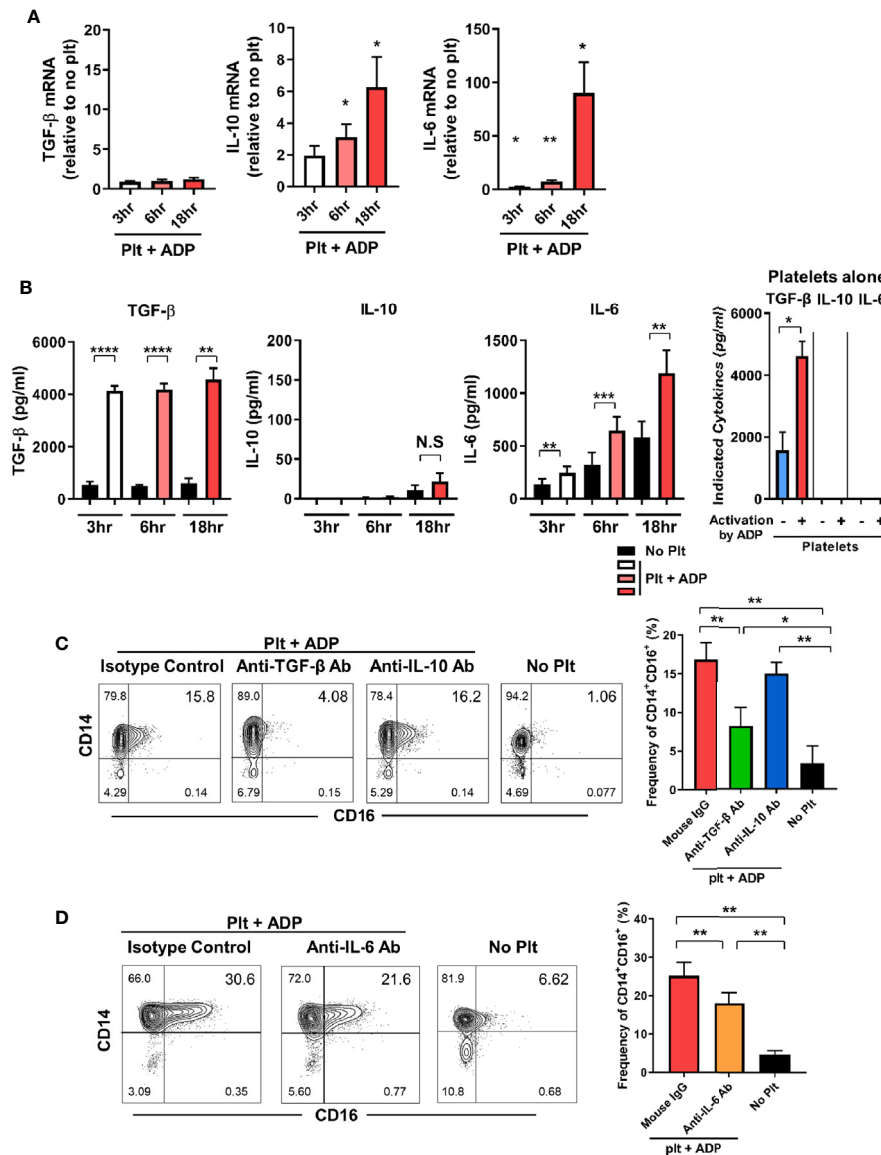 A
TGF-β mRNA
(relative to no plt)
20
15
10
5
0
3hr 6hr 18hr
Plt + ADP
IL-10 mRNA
(relative to no plt)
10
8
6
4
2
0
*
*
3hr 6hr 18hr
Plt + ADP
IL-6 mRNA
(relative to no plt)
150
100
50
0
*
**
*
3hr 6hr 18hr
Plt + ADP
B
TGF-β
TGF-β (pg/ml)
6000
4000
2000
0
**** **** **
3hr 6hr 18hr
IL-10
IL-10 (pg/ml)
200
150
100
50
0
N.S
3hr 6hr 18hr
IL-6
IL-6 (pg/ml)
1500
1000
500
0
** *** **
3hr 6hr 18hr
No Plt
Plt + ADP
Platelets alone
TGF-β IL-10 IL-6
Indicated Cytokines (pg/ml)
6000
4000
2000
0
*
Activation
by ADP
- + - + - +
Platelets
C
Plt + ADP
Isotype Control Anti-TGF-β Ab Anti-IL-10 Ab No Plt
CD14
79.8 15.8
4.29 0.14
89.0 4.08
6.79 0.15
78.4 16.2
5.29 0.14
94.2 1.06
4.69 0.077
CD16
Frequency of CD14+CD16+ (%)
20
15
10
5
0
**
** *
**
Mouse IgG
Anti-TGF-β Ab
Anti-IL-10 Ab
No Plt
plt + ADP
D
Plt + ADP
Isotype Control Anti-IL-6 Ab No Plt
CD14
66.0 30.6
3.09 0.35
72.0 21.6
5.60 0.77
81.9 6.62
10.8 0.68
CD16
Frequency of CD14+CD16+ (%)
40
30
20
10
0
**
** **
Mouse IgG
Anti-IL-6 Ab
No Plt
plt + ADP